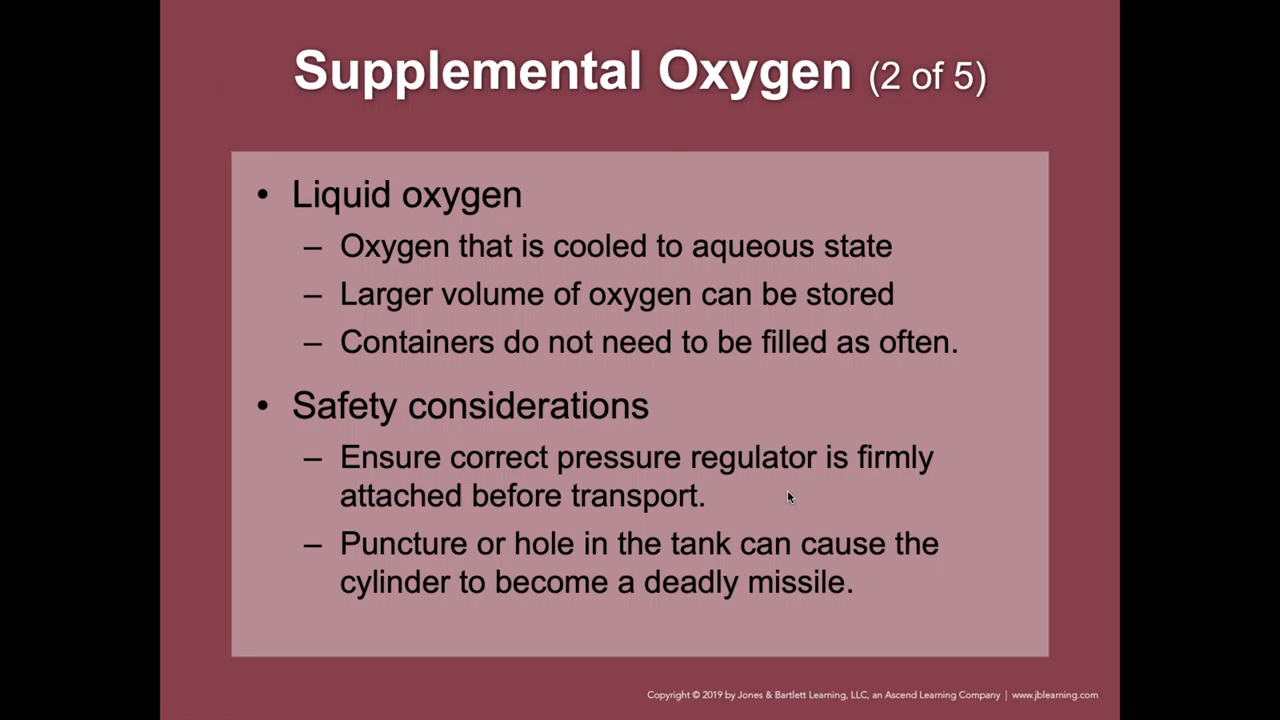 Supplemental Oxygen (2 of 5)
• Liquid oxygen
– Oxygen that is cooled to aqueous state
– Larger volume of oxygen can be stored
– Containers do not need to be filled as often.
• Safety considerations
– Ensure correct pressure regulator is firmly
attached before transport.
– Puncture or hole in the tank can cause the
cylinder to become a deadly missile.
Copyright © 2019 by Jones & Bartlett Learning, LLC, an Ascend Learning Company | www.jblearning.com